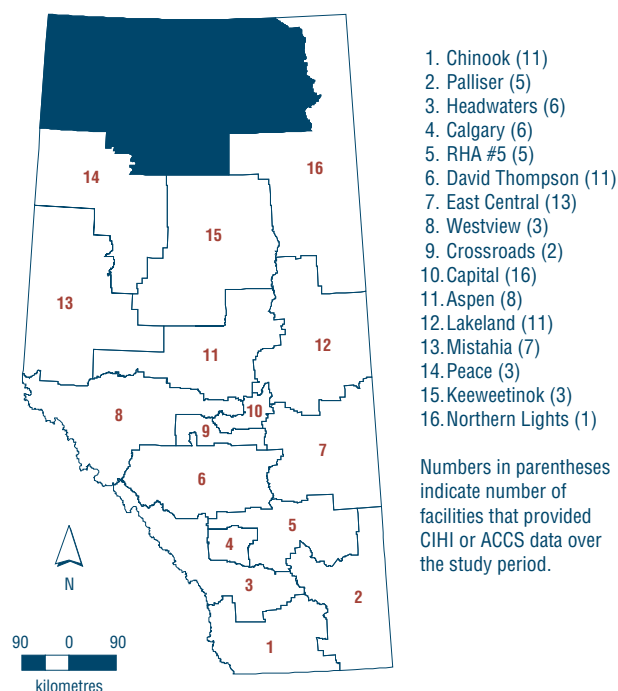 1. Chinook (11)
2. Palliser (5)
3. Headwaters (6)
4. Calgary (6)
5. RHA #5 (5)
6. David Thompson (11)
7. East Central (13)
8. Westview (3)
9. Crossroads (2)
10. Capital (16)
11. Aspen (8)
12. Lakeland (11)
13. Mistahia (7)
14. Peace (3)
15. Keeweetinok (3)
16. Northern Lights (1)
Numbers in parentheses
indicate number of
facilities that provided
CIHI or ACCS data over
the study period.
14
16
15
13
11
12
8
10
9
7
6
5
4
3
2
1
N
90 0 90
kilometres